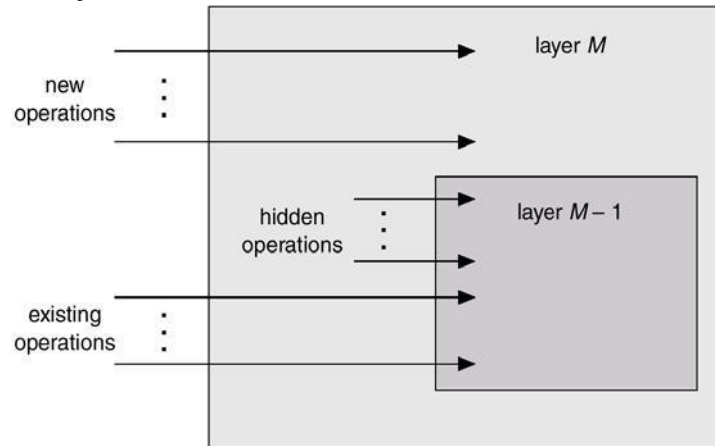 layer M
new
operations
hidden
operations
layer M – 1
existing
operations